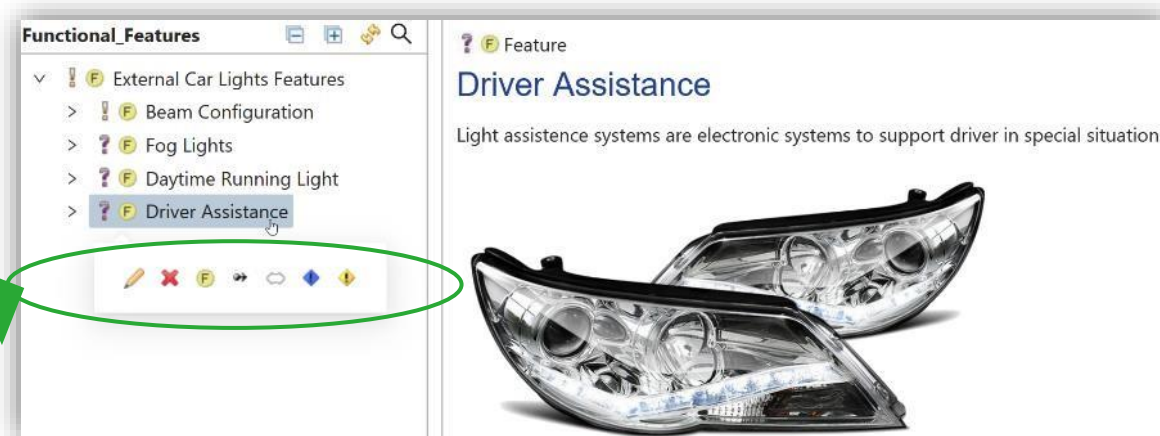 Functional_Features
External Car Lights Features
Beam Configuration
Fog Lights
Daytime Running Light
Driver Assistance
Feature
Driver Assistance
Light assistence systems are electronic systems to support driver in special situation